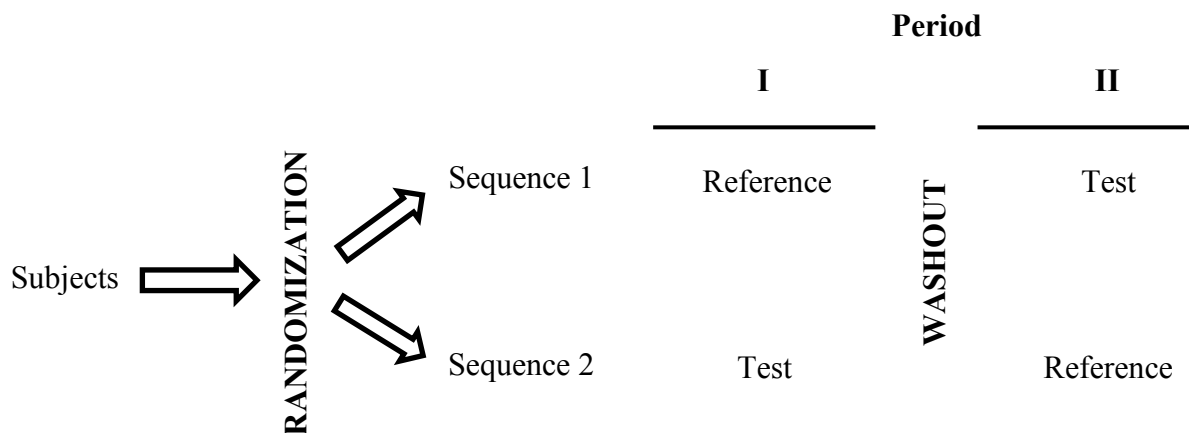 Period
I
II
Sequence 1
Reference
Test
Subjects
RANDOMIZATION
WASHOUT
Sequence 2
Test
Reference